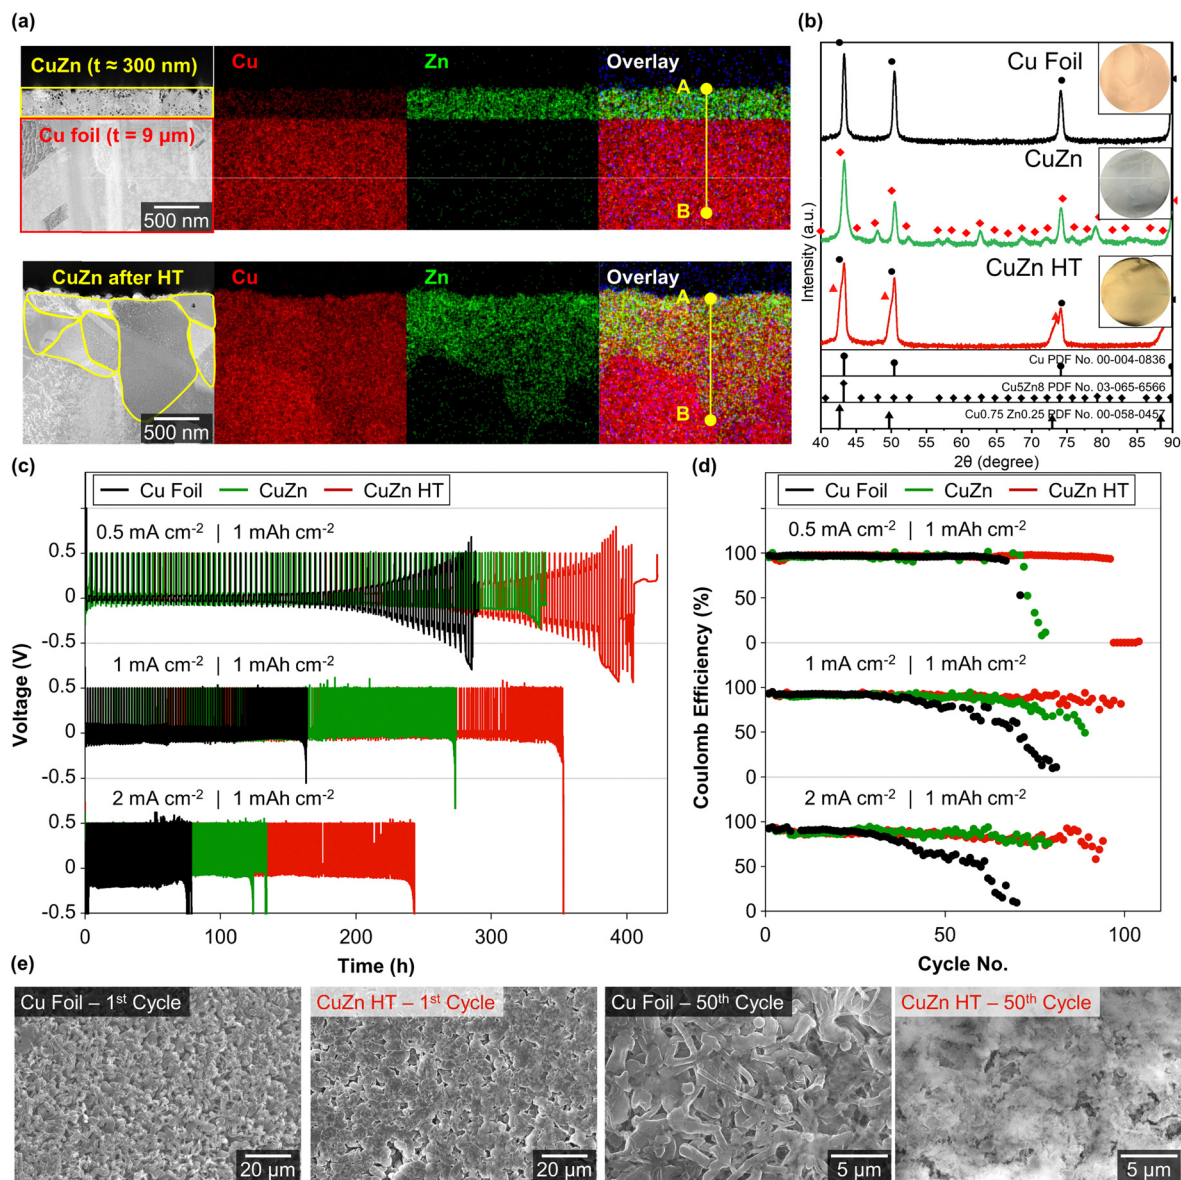 (a)
CuZn (t ≈ 300 nm)
Cu
Zn
Overlay
A
Cu foil (t = 9 μm)
500 nm
B
CuZn after HT
Cu
Zn
Overlay
A
500 nm
B
(b)
Cu Foil
CuZn
CuZn HT
Intensity (a.u.)
Cu PDF No. 00-004-0836
Cu5Zn8 PDF No. 03-065-6566
Cu0.75 Zn0.25 PDF No. 00-058-0457
40 45 50 55 60 65 70 75 80 85 90
2θ (degree)
(c)
Cu Foil CuZn CuZn HT
0.5 mA cm-2 | 1 mAh cm-2
0.5
0
-0.5
1 mA cm-2 | 1 mAh cm-2
0.5
0
-0.5
2 mA cm-2 | 1 mAh cm-2
0.5
0
-0.5
Voltage (V)
0 100 200 300 400
Time (h)
(d)
Cu Foil CuZn CuZn HT
0.5 mA cm-2 | 1 mAh cm-2
100
50
0
1 mA cm-2 | 1 mAh cm-2
100
50
0
2 mA cm-2 | 1 mAh cm-2
100
50
0
Coulomb Efficiency (%)
0 50 100
Cycle No.
(e)
Cu Foil – 1st Cycle
20 μm
CuZn HT – 1st Cycle
20 μm
Cu Foil – 50th Cycle
5 μm
CuZn HT – 50th Cycle
5 μm